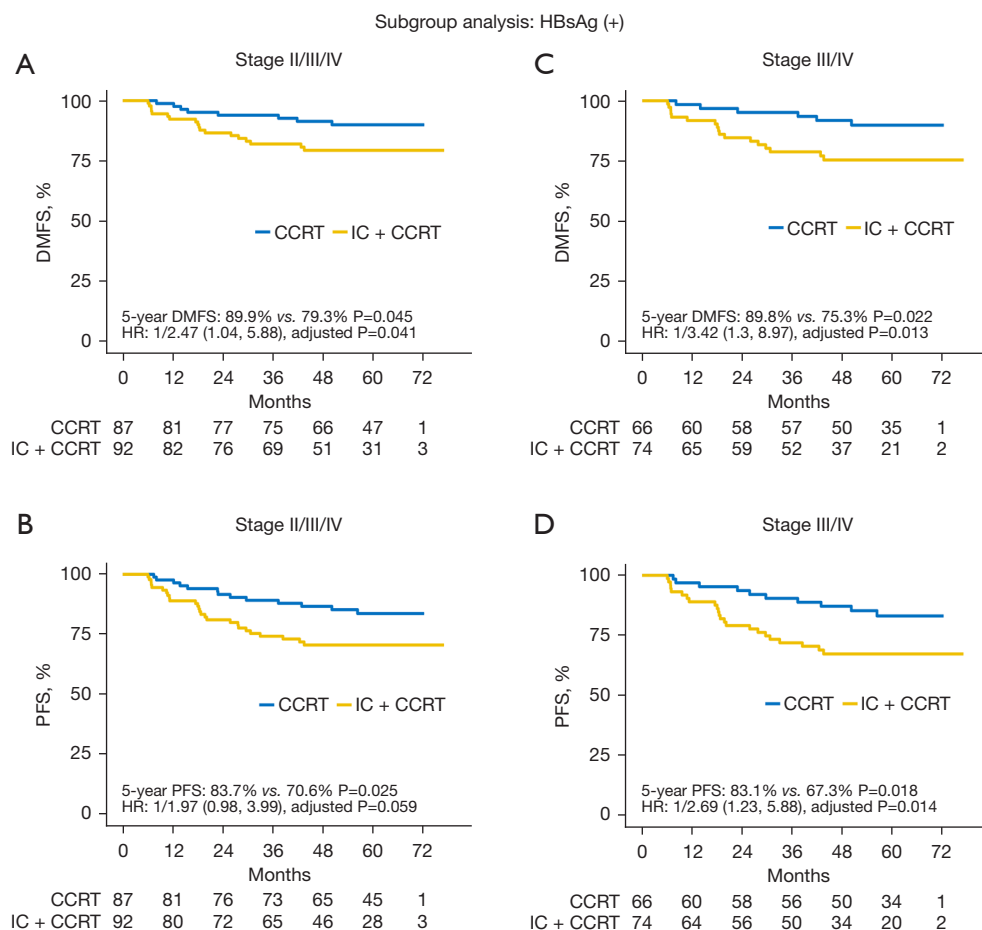 Subgroup analysis: HBsAg (+)
A
Stage II/III/IV
100
75
50
25
0
DMFS, %
CCRT IC + CCRT
5-year DMFS: 89.9% vs. 79.3% P=0.045
HR: 1/2.47 (1.04, 5.88), adjusted P=0.041
0 12 24 36 48 60 72
Months
CCRT 87 81 77 75 66 47 1
IC + CCRT 92 82 76 69 51 31 3
C
Stage III/IV
100
75
50
25
0
DMFS, %
CCRT IC + CCRT
5-year DMFS: 89.8% vs. 75.3% P=0.022
HR: 1/3.42 (1.3, 8.97), adjusted P=0.013
0 12 24 36 48 60 72
Months
CCRT 66 60 58 57 50 35 1
IC + CCRT 74 65 59 52 37 21 2
B
Stage II/III/IV
100
75
50
25
0
PFS, %
CCRT IC + CCRT
5-year PFS: 83.7% vs. 70.6% P=0.025
HR: 1/1.97 (0.98, 3.99), adjusted P=0.059
0 12 24 36 48 60 72
Months
CCRT 87 81 76 73 65 45 1
IC + CCRT 92 80 72 65 46 28 3
D
Stage III/IV
100
75
50
25
0
PFS, %
CCRT IC + CCRT
5-year PFS: 83.1% vs. 67.3% P=0.018
HR: 1/2.69 (1.23, 5.88), adjusted P=0.014
0 12 24 36 48 60 72
Months
CCRT 66 60 58 56 50 34 1
IC + CCRT 74 64 56 50 34 20 2